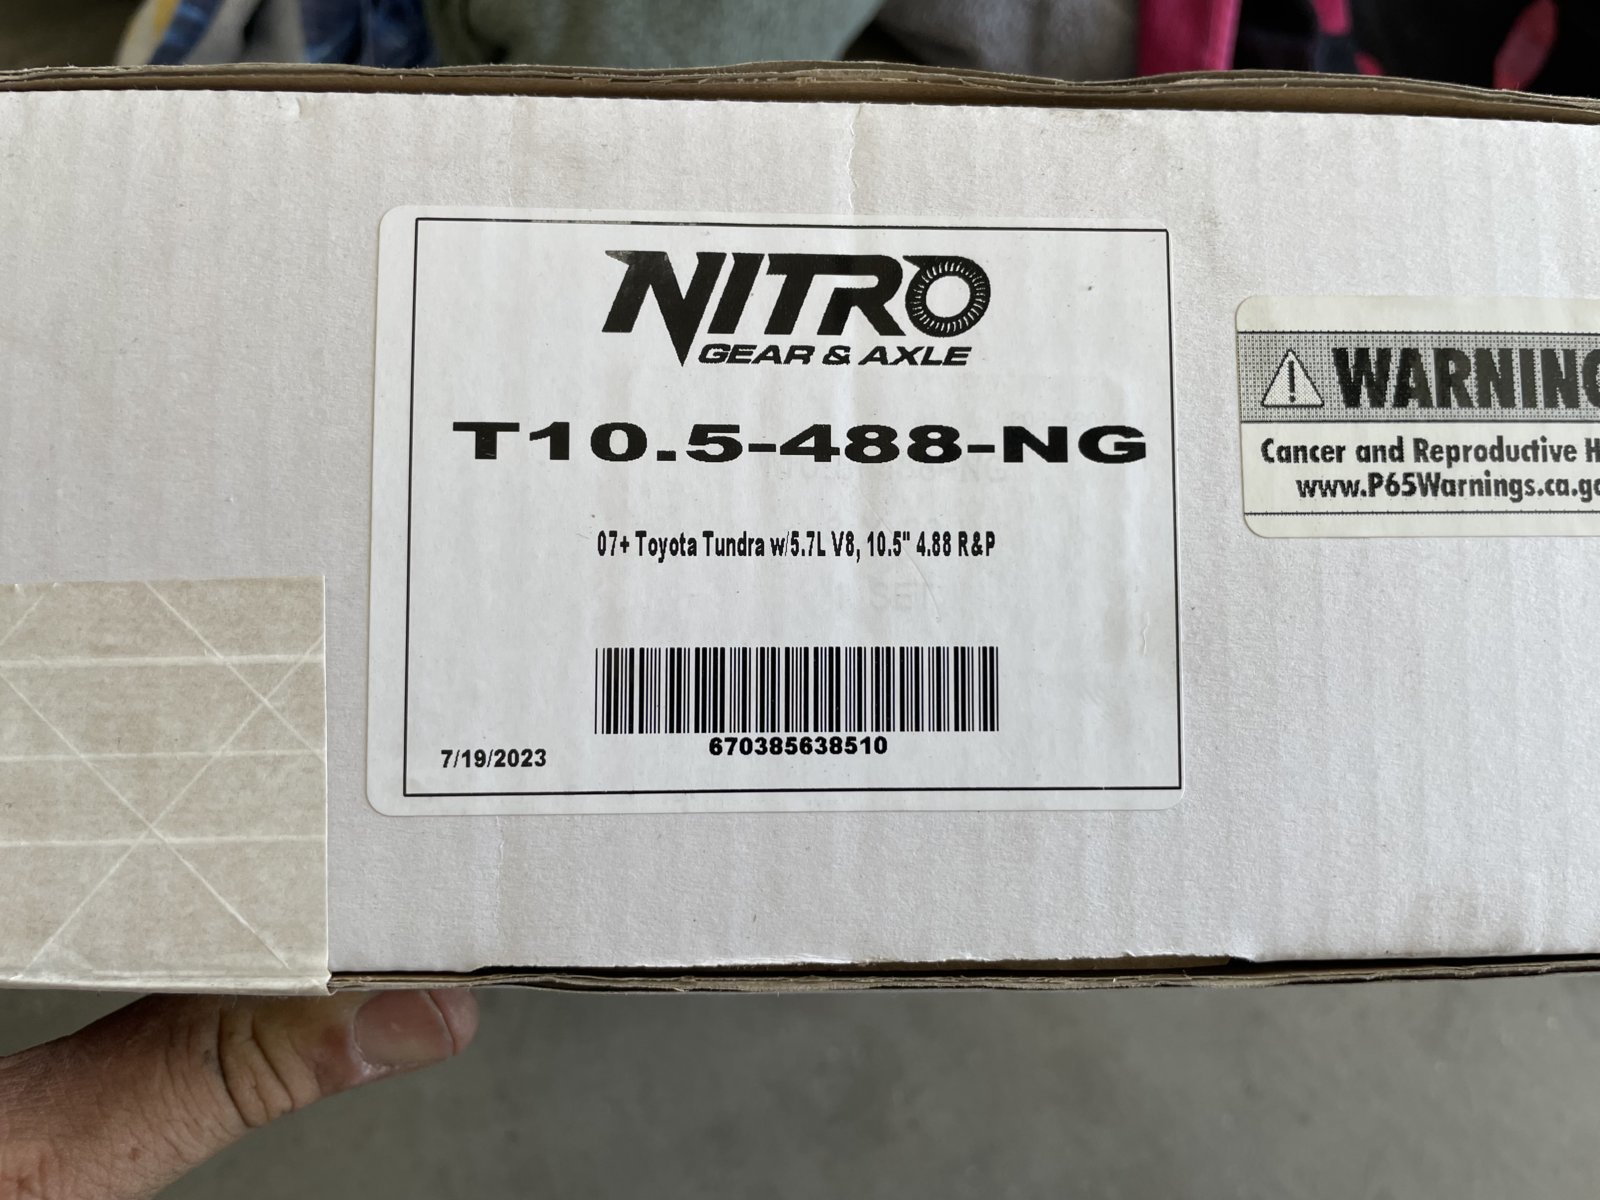 NITRO
GEAR & AXLE
T10.5-488-NG
07+ Toyota Tundra w/5.7L V8, 10.5" 4.88 R&P
670385638510
7/19/2023
WARNING
Cancer and Reproductive
www.P65Warnings.ca.go